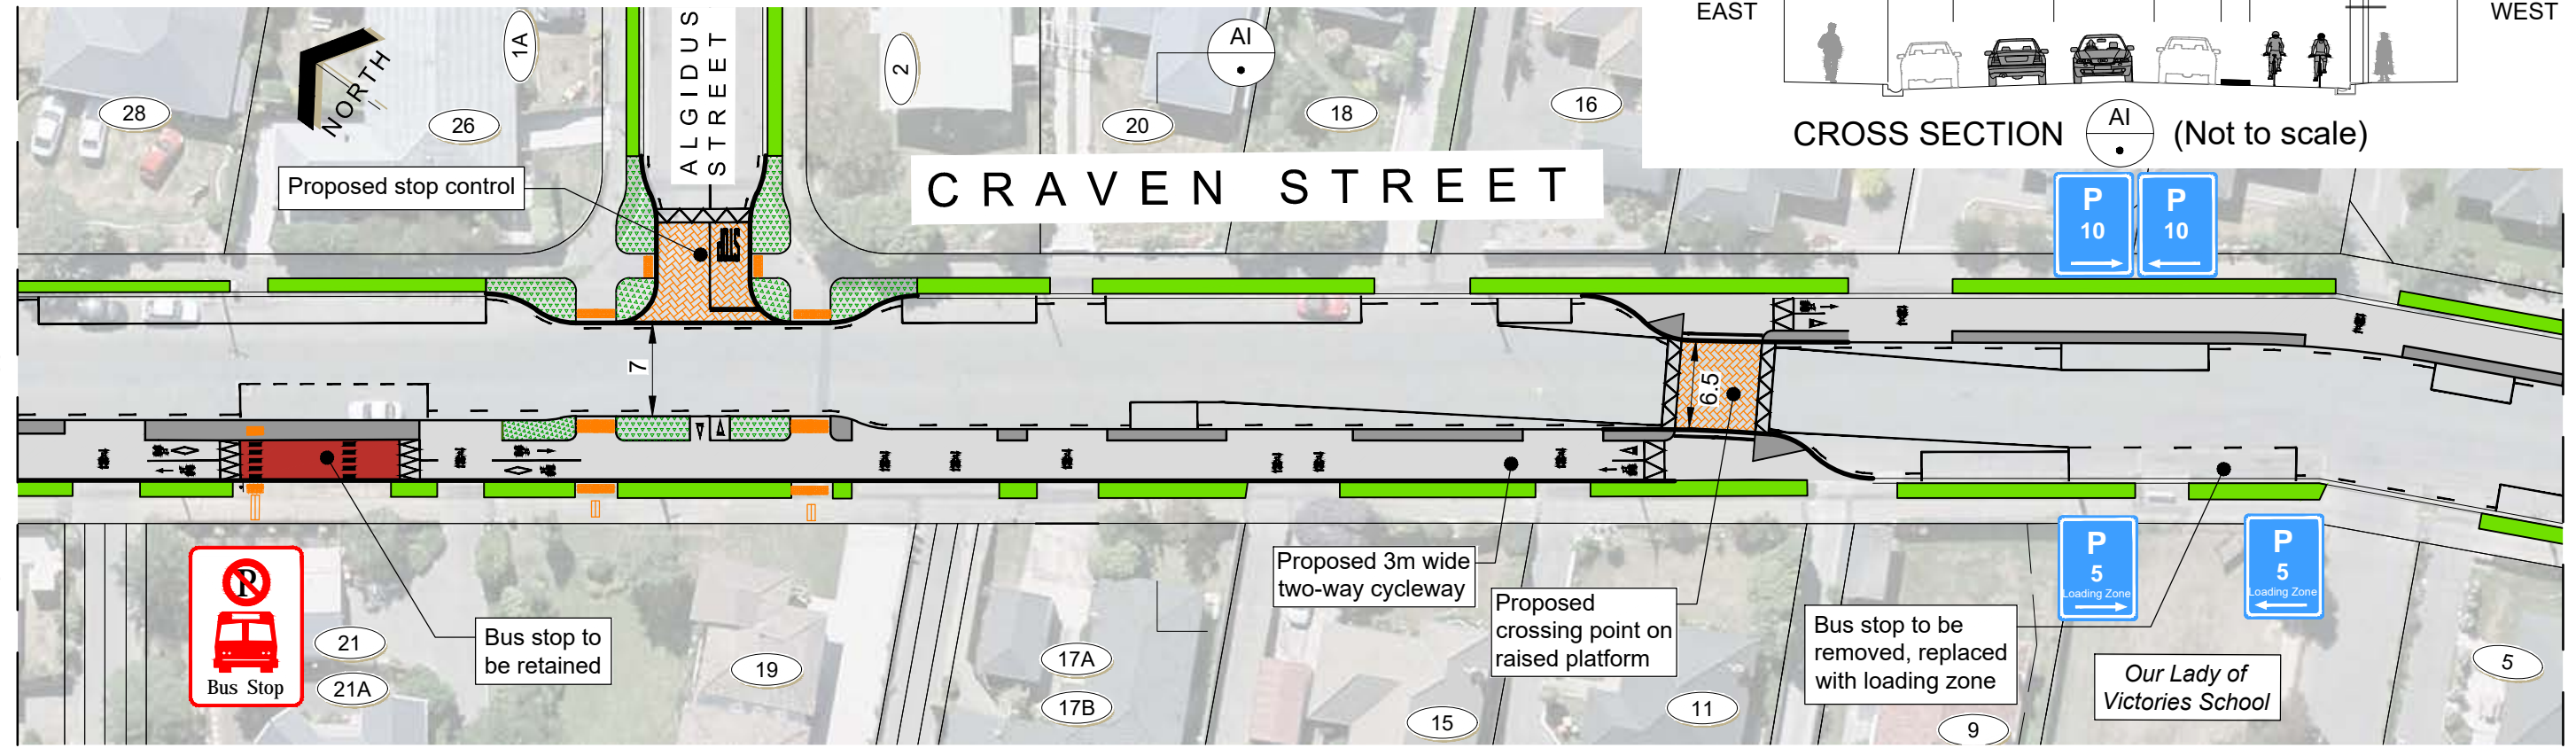 EAST
WEST
ALGIDUS
STREET
1A
2
AI
NORTH
28
26
20
18
16
AI
CROSS SECTION
(Not to scale)
Proposed stop control
CRAVEN STREET
P
10
P
10
STOP
7
6.5
Proposed 3m wide
two-way cycleway
Proposed
crossing point on
raised platform
Bus stop to be
removed, replaced
with loading zone
P
5
Loading Zone
P
5
Loading Zone
P
Bus Stop
21
21A
Bus stop to
be retained
19
17A
17B
15
11
9
Our Lady of
Victories School
5